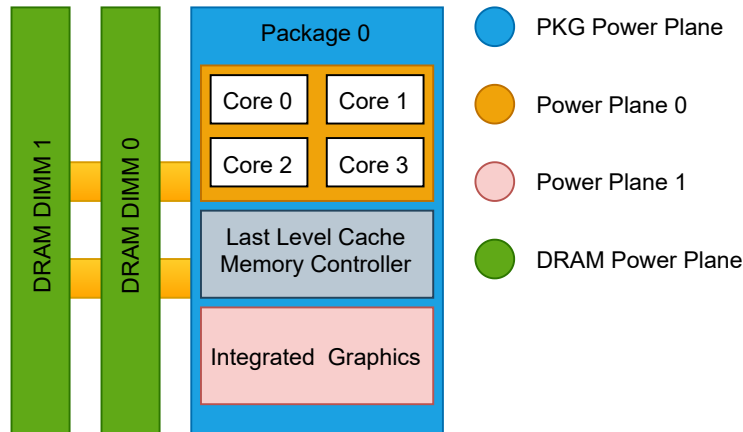 DRAM DIMM 1
DRAM DIMM 0
Package 0
Core 0
Core 1
Core 2
Core 3
Last Level Cache
Memory Controller
Integrated Graphics
PKG Power Plane
Power Plane 0
Power Plane 1
DRAM Power Plane